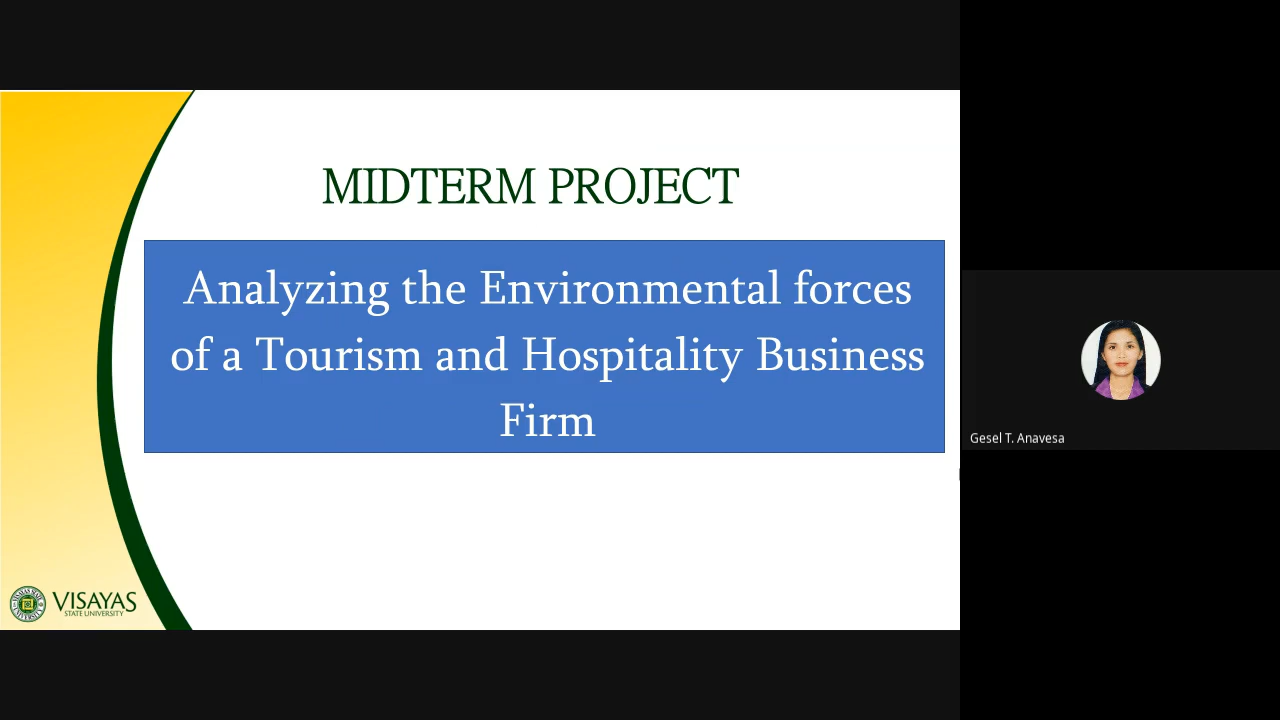 MIDTERM PROJECT
Analyzing the Environmental forces
of a Tourism and Hospitality Business
Firm
VISAYAS
STATE UNIVERSITY
Gesel T. Anavesa